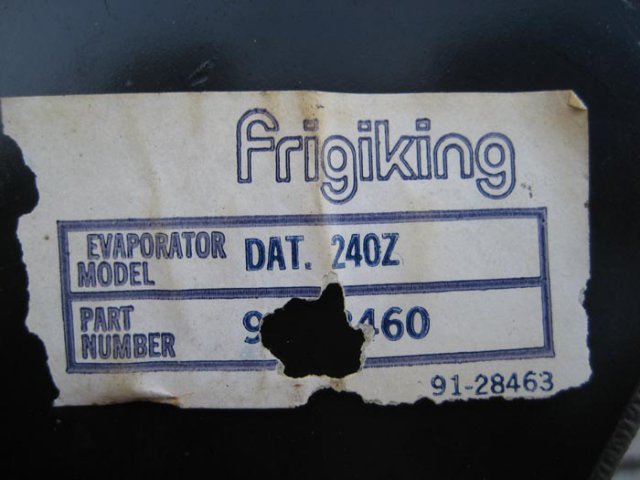 frigiking
EVAPORATOR MODEL DAT. 240Z
PART NUMBER
91-28463